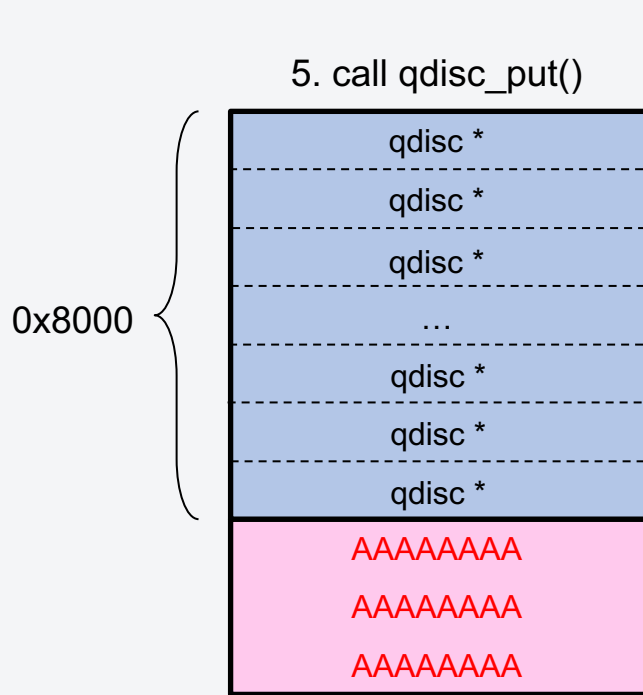 5. call qdisc_put()
qdisc *
qdisc *
qdisc *
0x8000
…
qdisc *
qdisc *
qdisc *
AAAAAAAA
AAAAAAAA
AAAAAAAA